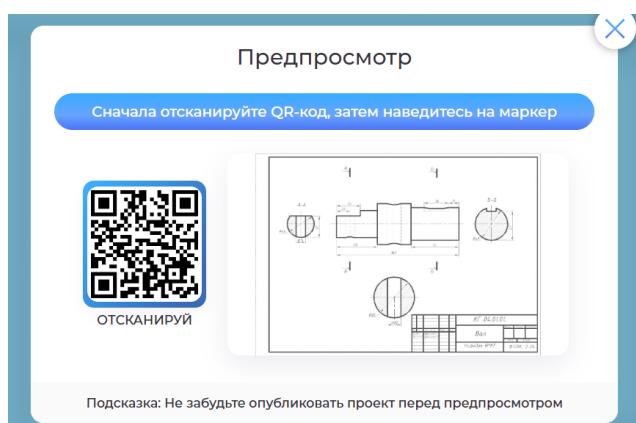 Предпросмотр
Сначала отсканируйте QR-код, затем наведитесь на маркер
ОТСКАНИРУЙ
А-А
Б-Б
Вал
Подсказка: Не забудьте опубликовать проект перед предпросмотром